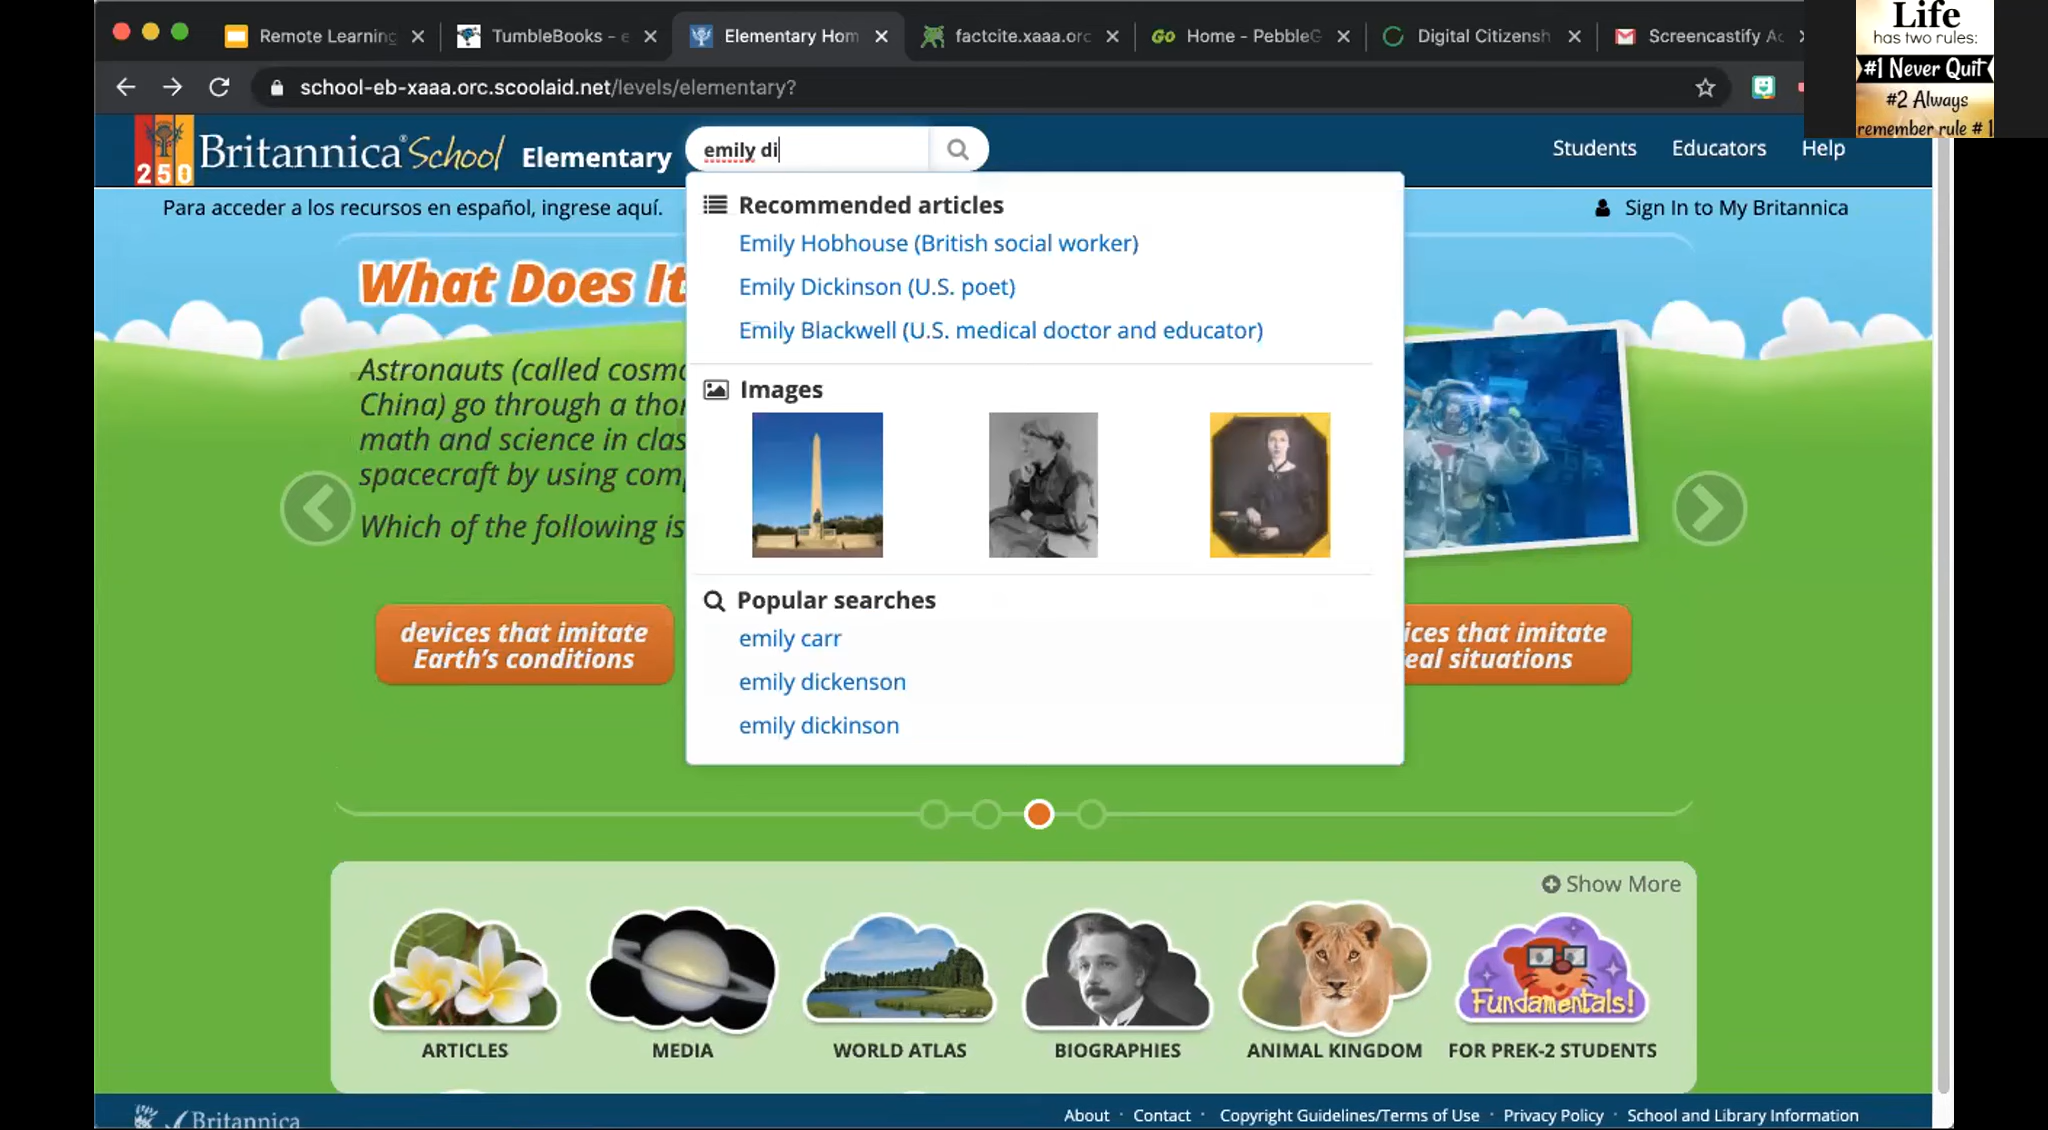 Remote Learning
TumbleBooks - e
Elementary Hom
factcite.xaaa.orc
Home - PebbleG
Digital Citizensh
Screencastify Ac
Life
has two rules:
#1 Never Quit
#2 Always
remember rule # 1
school-eb-xaaa.orc.scoolaid.net/levels/elementary?
250
Britannica School Elementary
emily di
Students
Educators
Help
Para acceder a los recursos en español, ingrese aquí.
Sign In to My Britannica
What Does It
Astronauts (called cosmo
China) go through a thor
math and science in clas
spacecraft by using comp
Which of the following is
Recommended articles
Emily Hobhouse (British social worker)
Emily Dickinson (U.S. poet)
Emily Blackwell (U.S. medical doctor and educator)
Images
Popular searches
emily carr
emily dickenson
emily dickinson
devices that imitate
Earth's conditions
ices that imitate
eal situations
Show More
ARTICLES
MEDIA
WORLD ATLAS
BIOGRAPHIES
ANIMAL KINGDOM
Fundamentals!
FOR PREK-2 STUDENTS
Britannica
About · Contact · Copyright Guidelines/Terms of Use · Privacy Policy · School and Library Information